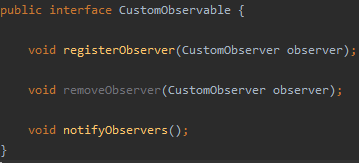 public interface CustomObservable {
void registerObserver(CustomObserver observer);
void removeObserver(CustomObserver observer);
void notifyObservers();
}